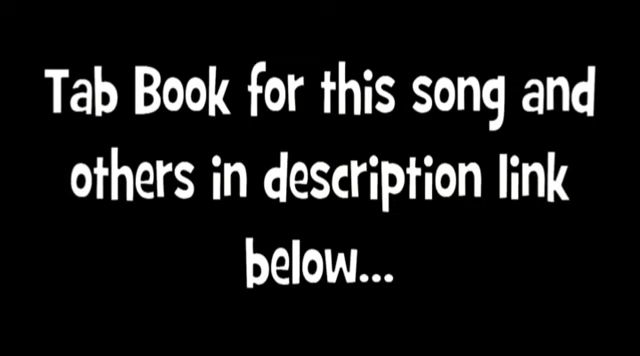 Tab Book for this song and
others in description link
below...